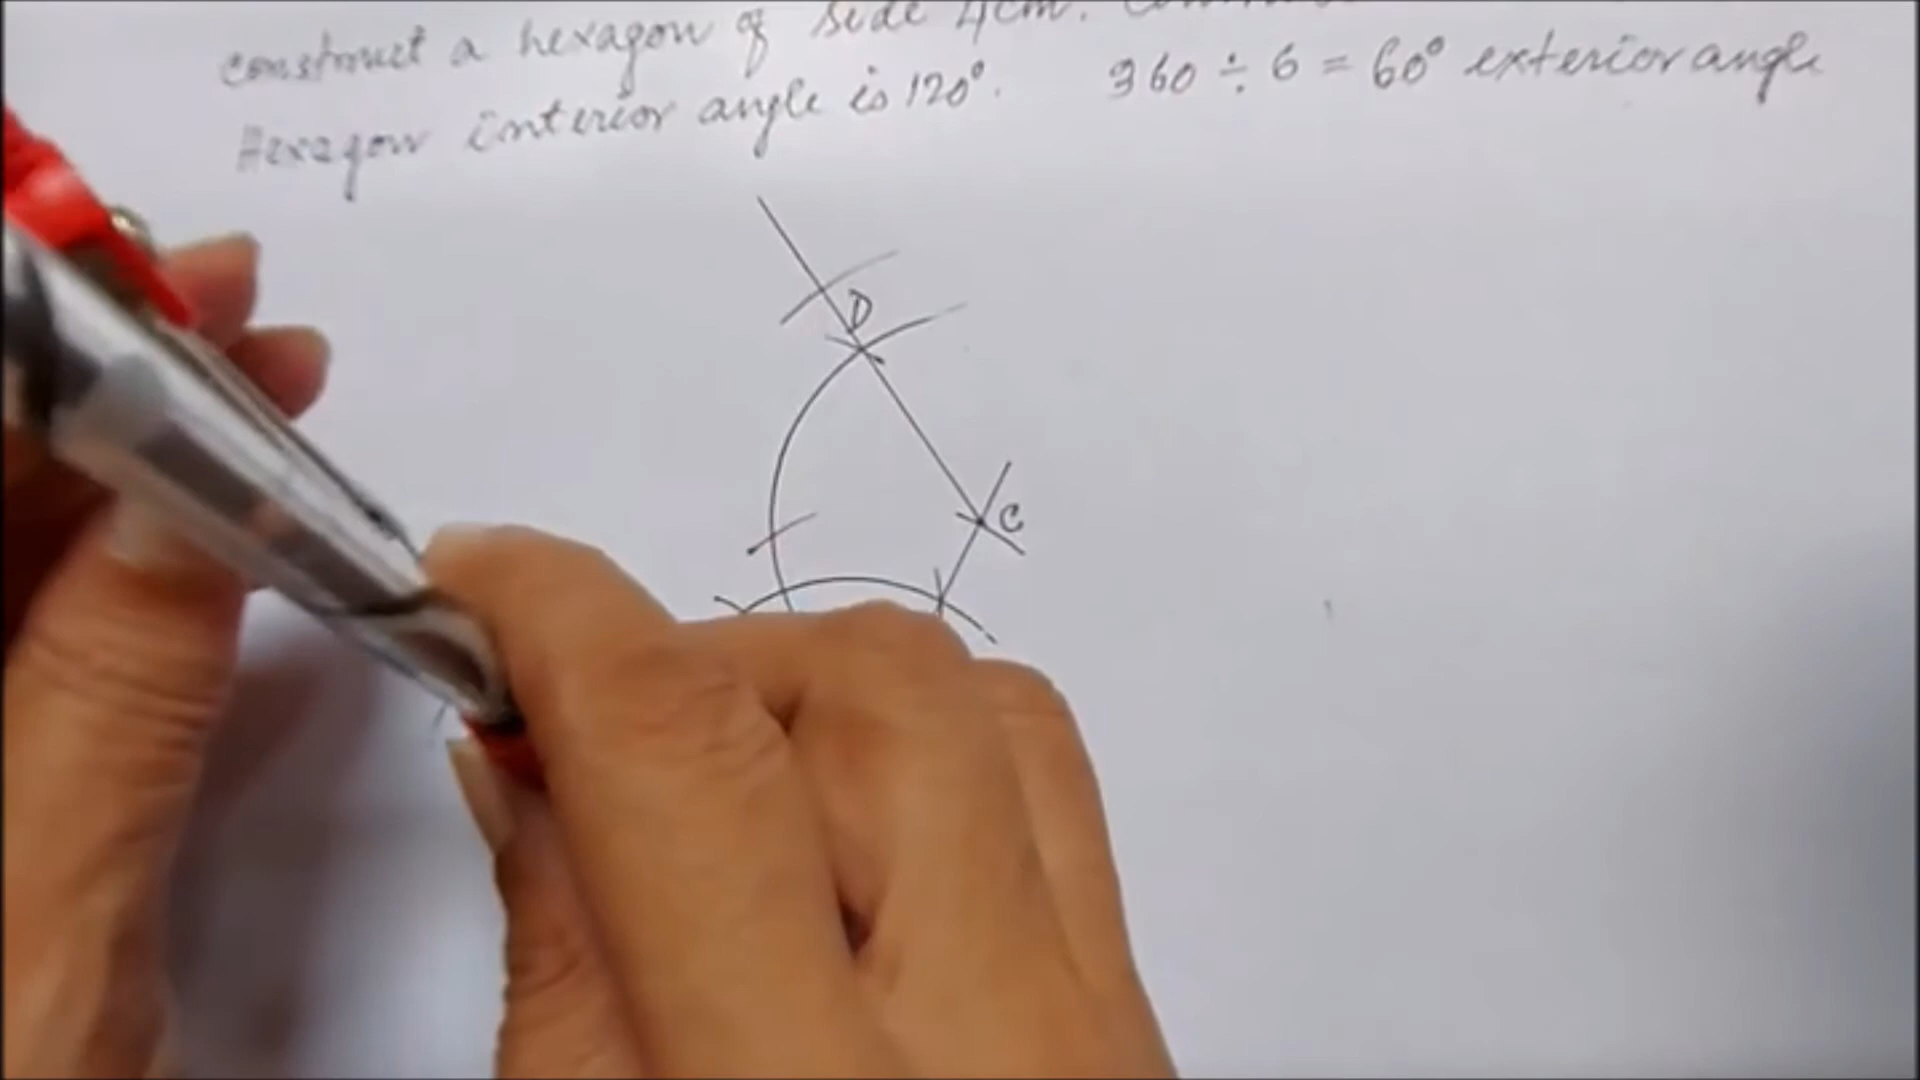 construct a hexagon of side 4cm.
Hexagon interior angle is 120°. 360 ÷ 6 = 60° exterior angle
D
C